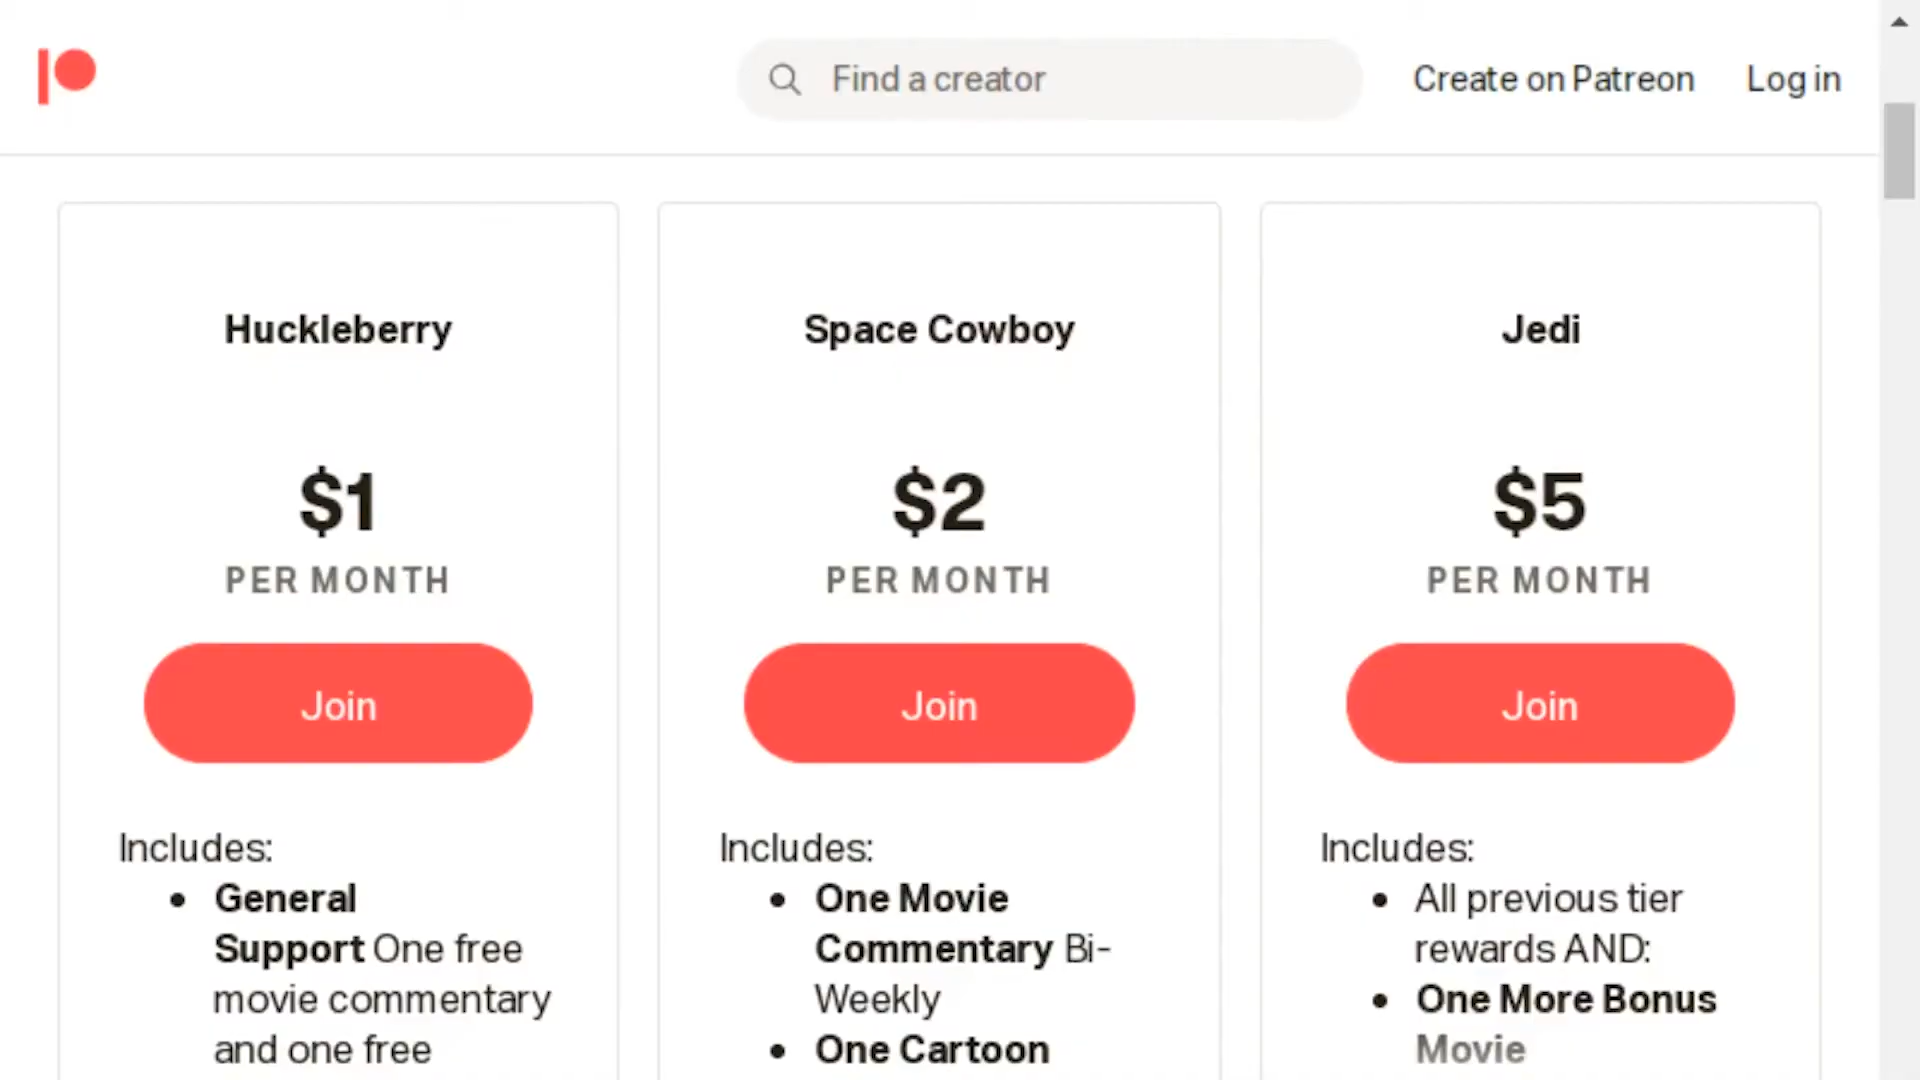 Find a creator
Create on Patreon
Log in
Huckleberry
$1
PER MONTH
Join
Includes:
• General
Support One free
movie commentary
and one free
Space Cowboy
$2
PER MONTH
Join
Includes:
• One Movie
Commentary Bi-
Weekly
• One Cartoon
Jedi
$5
PER MONTH
Join
Includes:
• All previous tier
rewards AND:
• One More Bonus
Movie